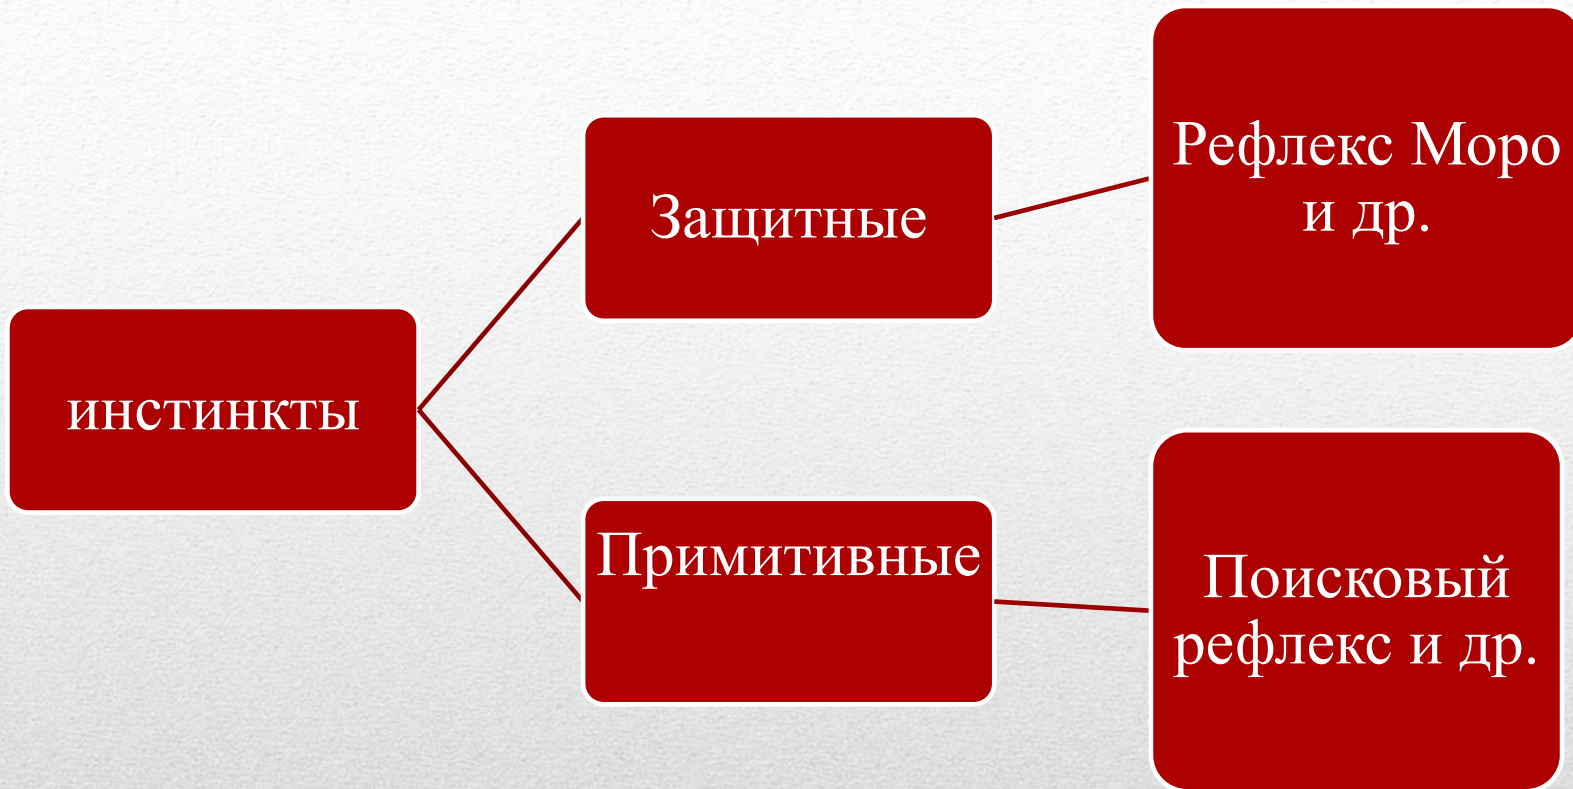 инстинкты
Защитные
Рефлекс Моро
и др.
Примитивные
Поисковый
рефлекс и др.